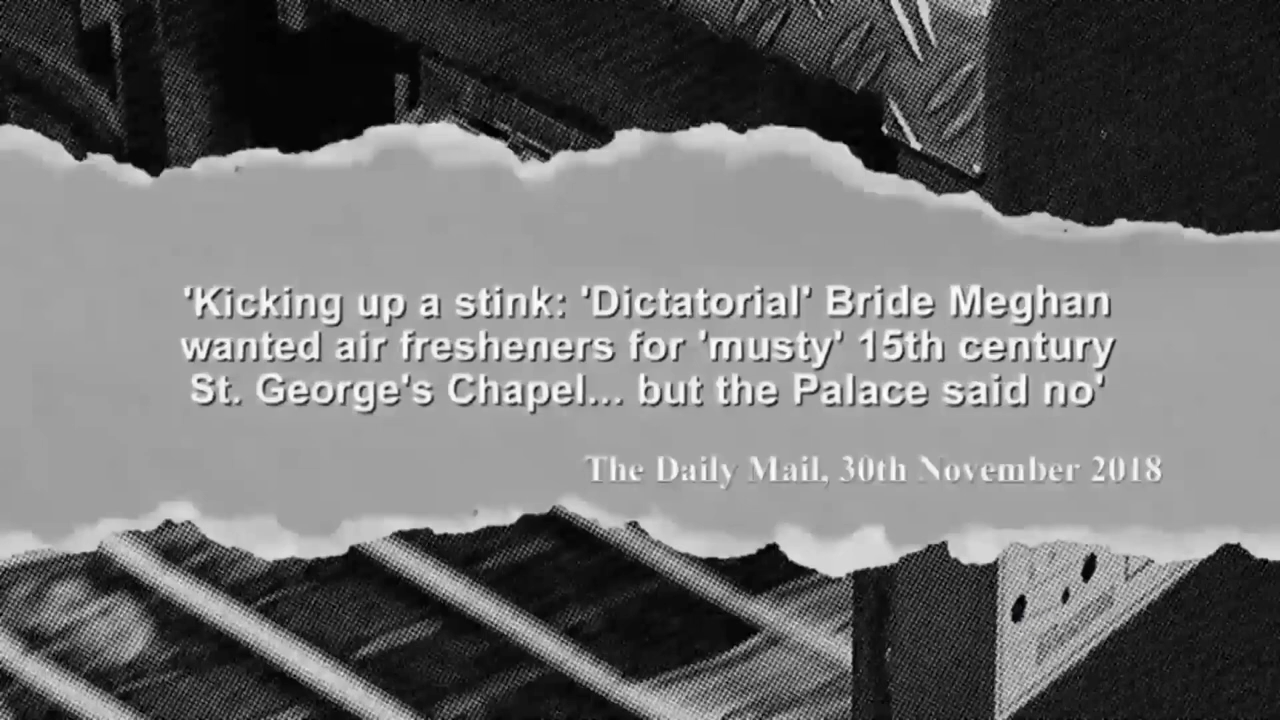 'Kicking up a stink: 'Dictatorial' Bride Meghan
wanted air fresheners for 'musty' 15th century
St. George's Chapel... but the Palace said no'
The Daily Mail, 30th November 2018